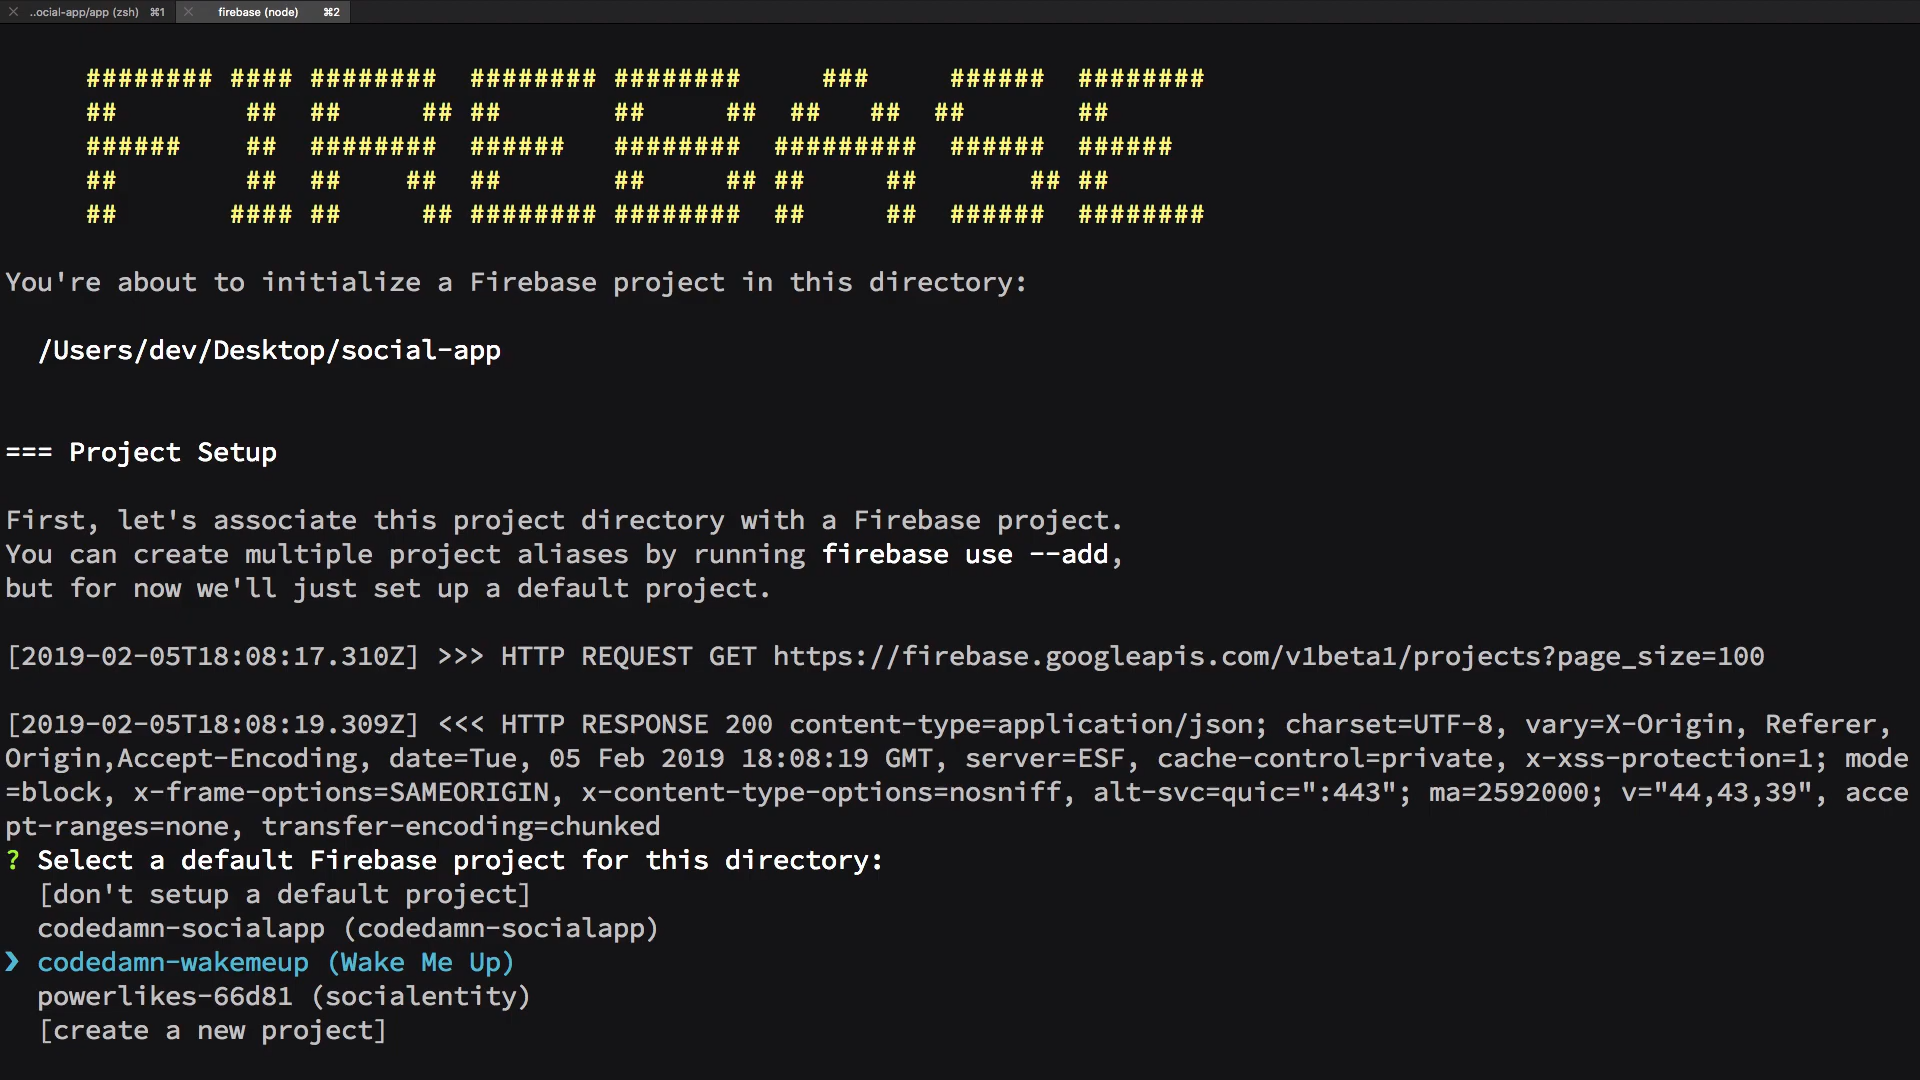 ..ocial-app/app (zsh) ⌘1 firebase (node) ⌘2
######## #### ########  ######## ########     ###     ######  ########
##        ##  ##     ## ##       ##     ##  ##   ##  ##       ##
######    ##  ########  ######   ########  #########  ######  ######
##        ##  ##    ##  ##       ##     ## ##     ##       ## ##
##       #### ##     ## ######## ########  ##     ##  ######  ########
You're about to initialize a Firebase project in this directory:
/Users/dev/Desktop/social-app
=== Project Setup
First, let's associate this project directory with a Firebase project.
You can create multiple project aliases by running firebase use --add,
but for now we'll just set up a default project.
[2019-02-05T18:08:17.310Z] >>> HTTP REQUEST GET https://firebase.googleapis.com/v1beta1/projects?page_size=100
[2019-02-05T18:08:19.309Z] <<< HTTP RESPONSE 200 content-type=application/json; charset=UTF-8, vary=X-Origin, Referer,
Origin,Accept-Encoding, date=Tue, 05 Feb 2019 18:08:19 GMT, server=ESF, cache-control=private, x-xss-protection=1; mode
=block, x-frame-options=SAMEORIGIN, x-content-type-options=nosniff, alt-svc=quic=":443"; ma=2592000; v="44,43,39", acce
pt-ranges=none, transfer-encoding=chunked
? Select a default Firebase project for this directory:
[don't setup a default project]
codedamn-socialapp (codedamn-socialapp)
❯ codedamn-wakemeup (Wake Me Up)
powerlikes-66d81 (socialentity)
[create a new project]